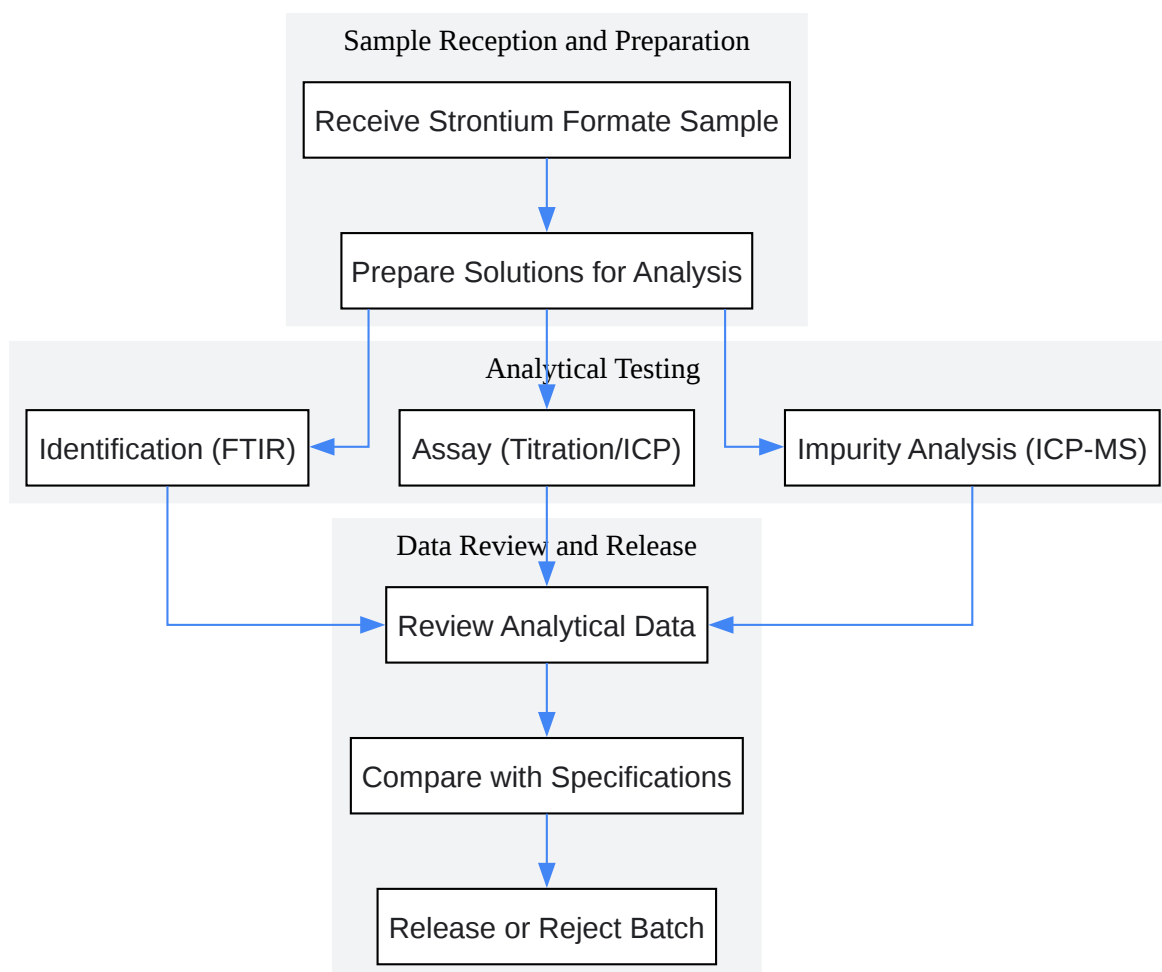 Sample Reception and Preparation
Receive Strontium Formate Sample
Prepare Solutions for Analysis
Analytical Testing
Identification (FTIR)
Assay (Titration/ICP)
Impurity Analysis (ICP-MS)
Data Review and Release
Review Analytical Data
Compare with Specifications
Release or Reject Batch